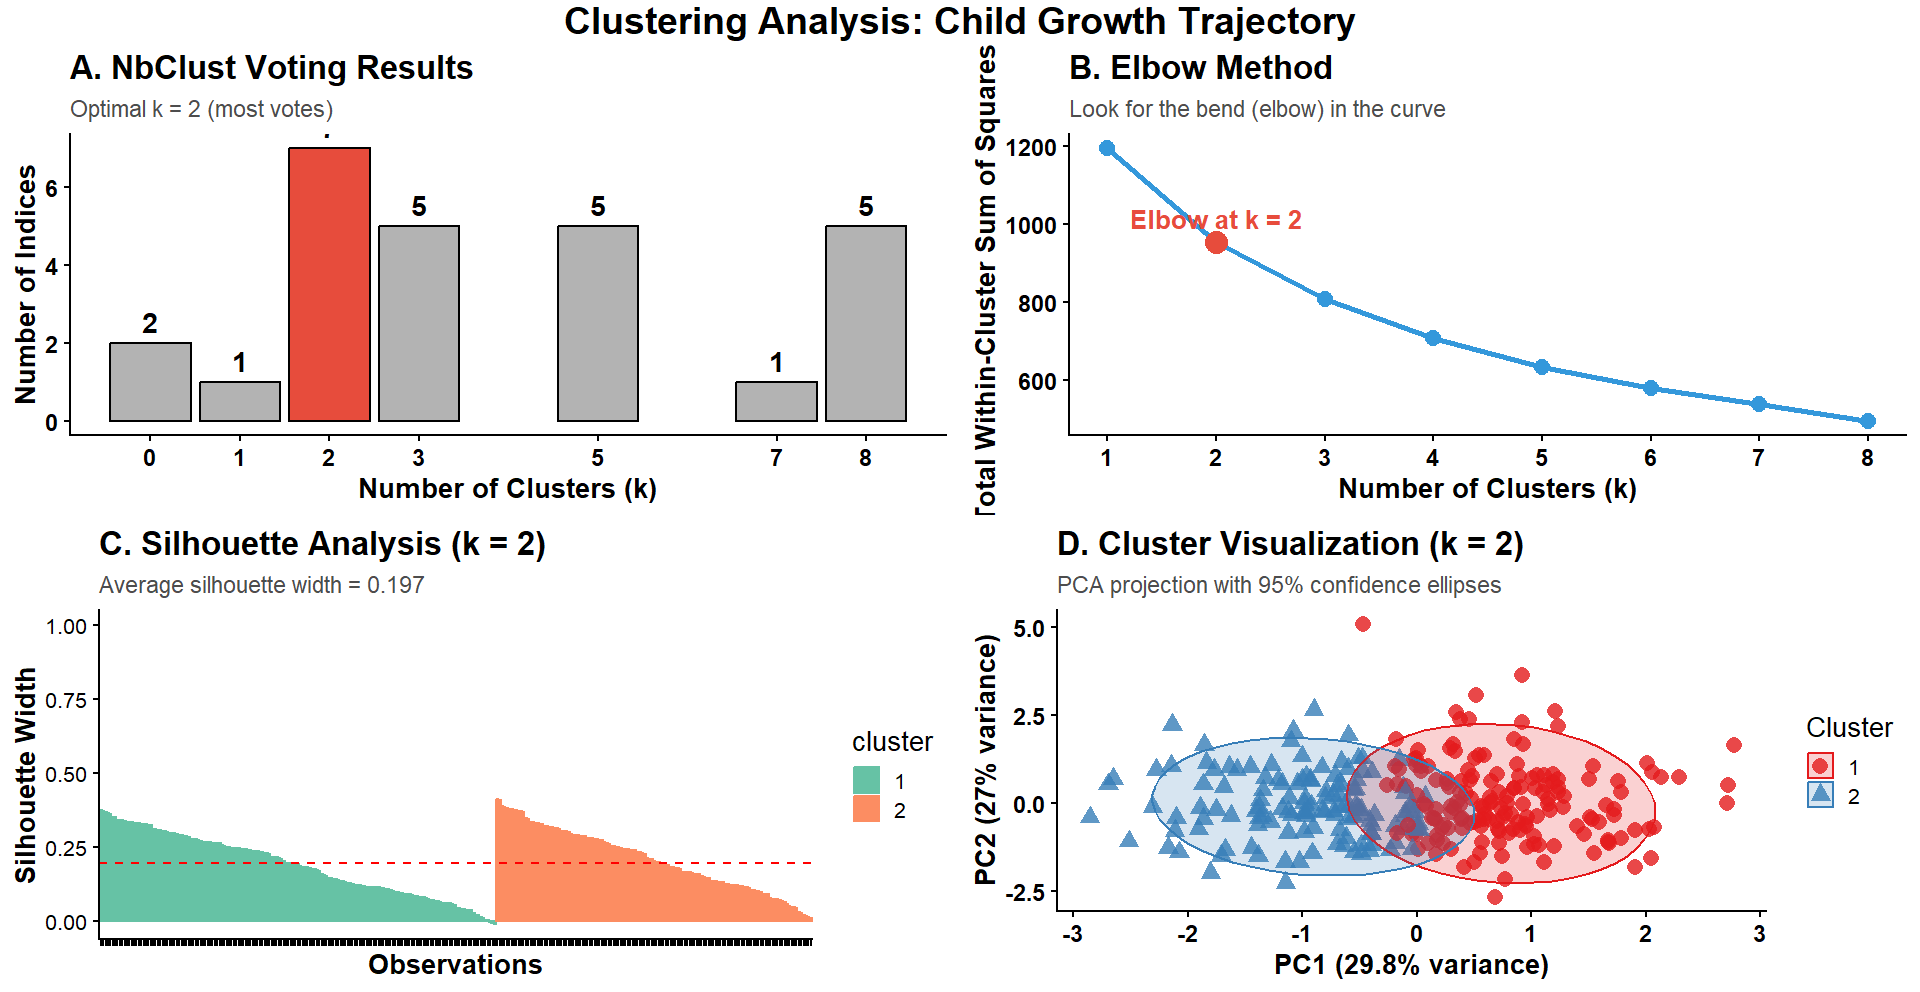 Clustering Analysis: Child Growth Trajectory
A. NbClust Voting Results
Optimal k = 2 (most votes)
Number of Indices
6
4
2
0
2
1
5
5
1
5
0 1 2 3 5 7 8
Number of Clusters (k)
B. Elbow Method
Look for the bend (elbow) in the curve
Total Within-Cluster Sum of Squares
1200
1000
800
600
Elbow at k = 2
1 2 3 4 5 6 7 8
Number of Clusters (k)
C. Silhouette Analysis (k = 2)
Average silhouette width = 0.197
Silhouette Width
1.00
0.75
0.50
0.25
0.00
Observations
cluster
1
2
D. Cluster Visualization (k = 2)
PCA projection with 95% confidence ellipses
PC2 (27% variance)
5.0
2.5
0.0
-2.5
-3 -2 -1 0 1 2 3
PC1 (29.8% variance)
Cluster
1
2